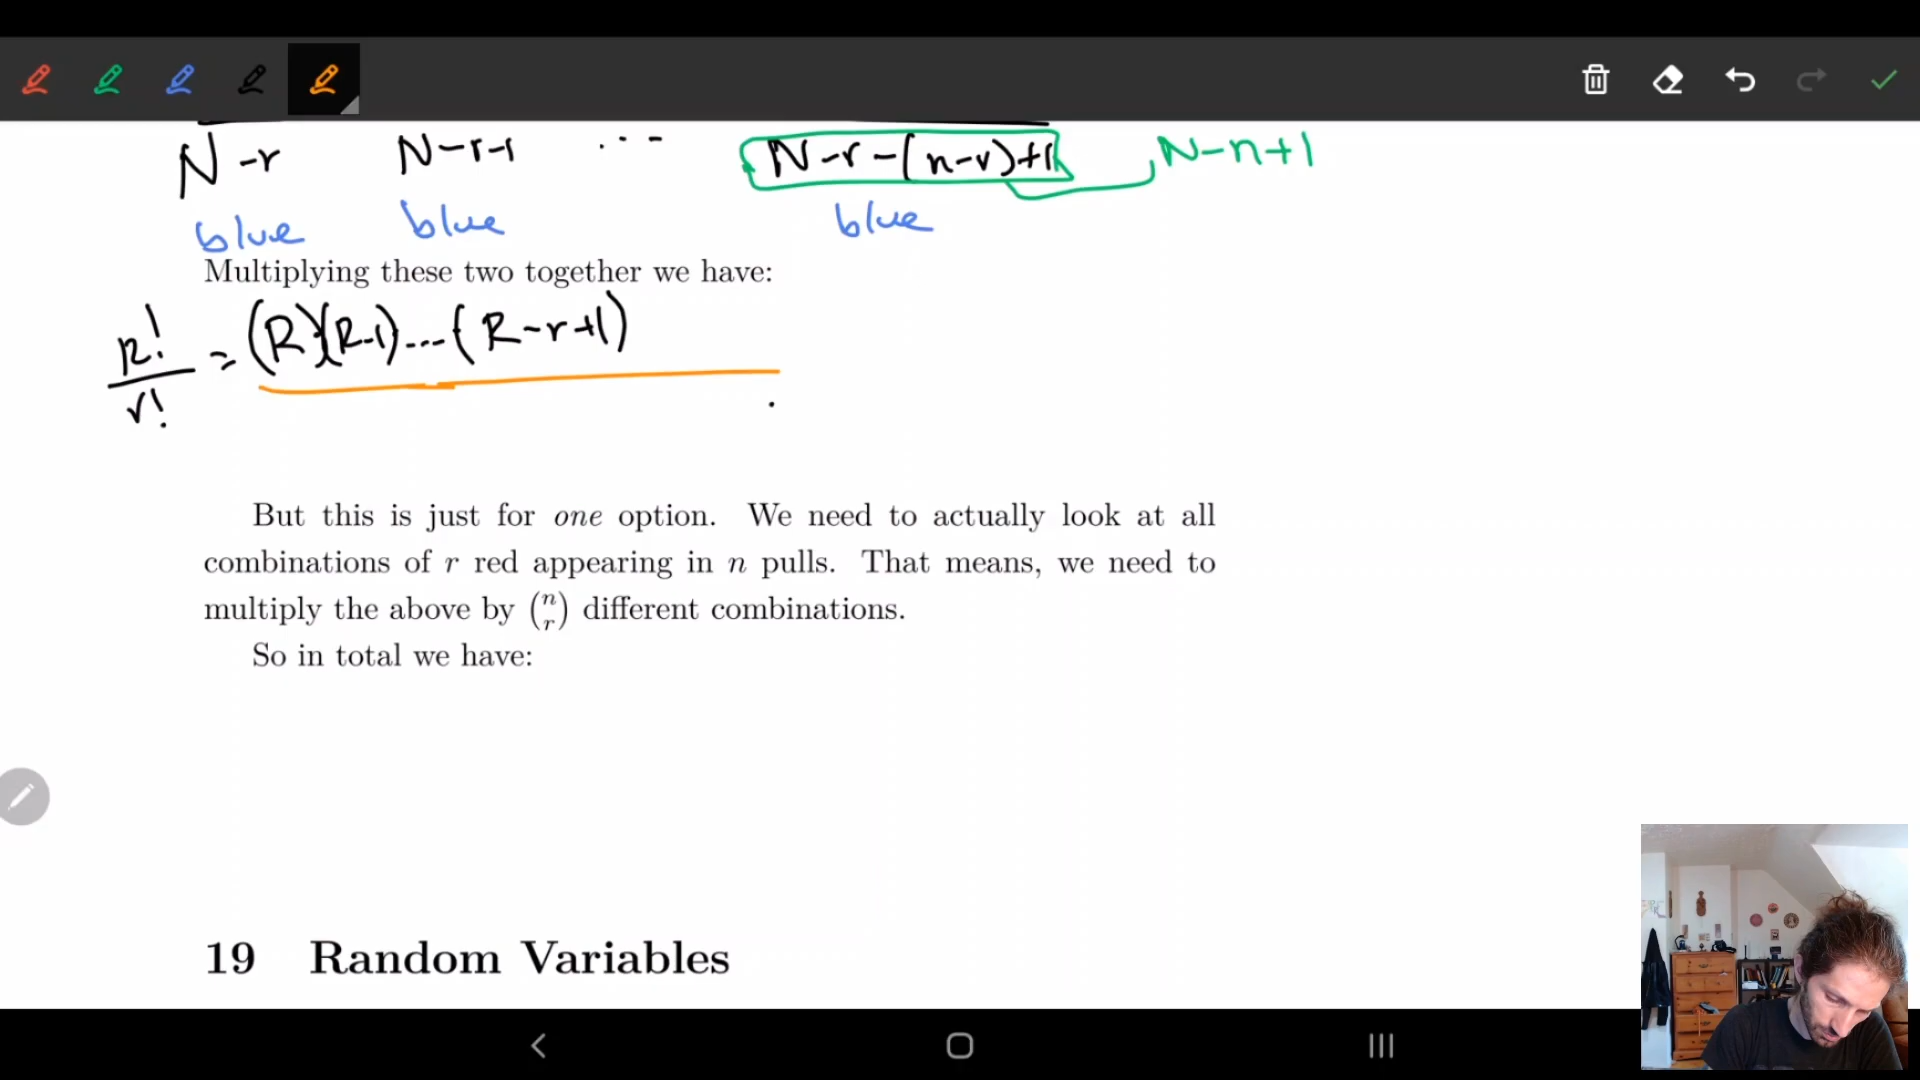 N-r N-r-1 ... N-r-(n-r)+1 N-n+1
blue blue blue
Multiplying these two together we have:
R!/r! = (R)(R-1)...(R-r+1)
But this is just for one option. We need to actually look at all
combinations of r red appearing in n pulls. That means, we need to
multiply the above by (n r) different combinations.
So in total we have:
19 Random Variables